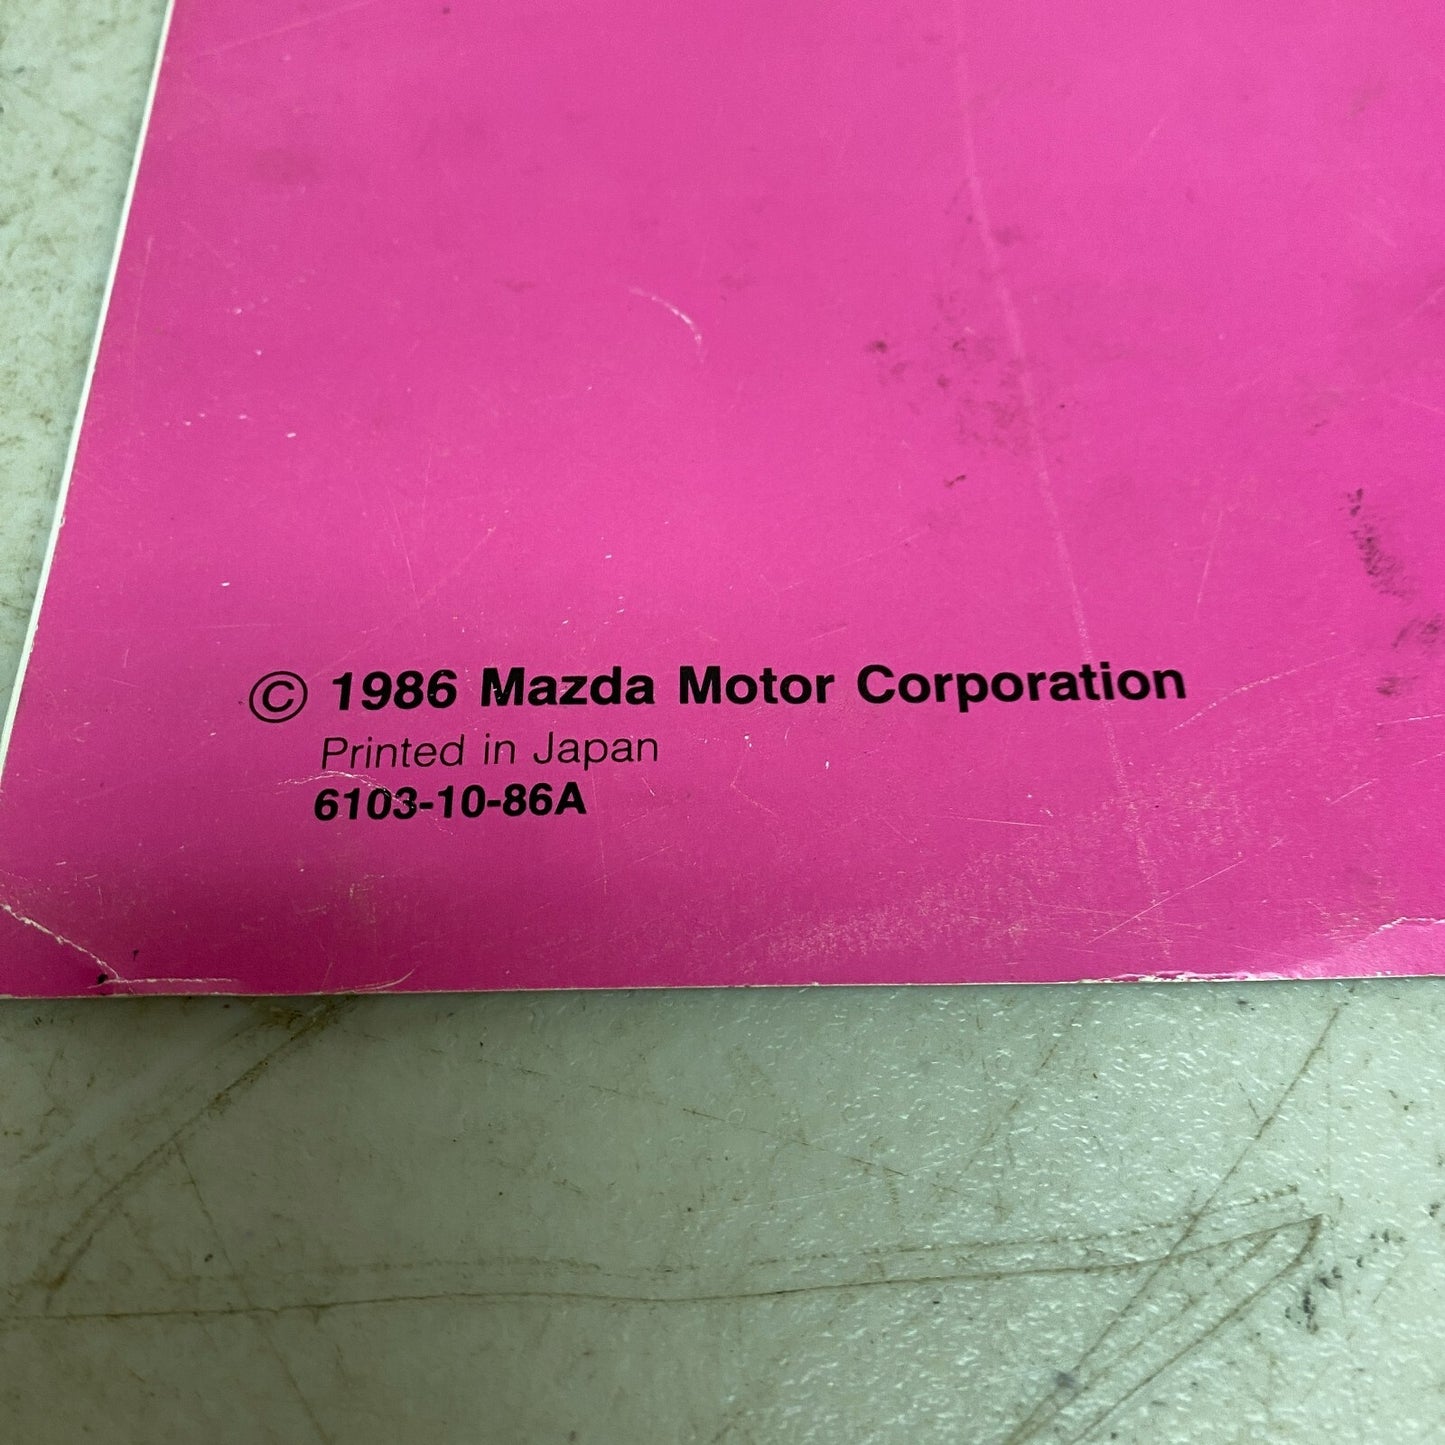 © 1986 Mazda Motor Corporation
Printed in Japan
6103-10-86A